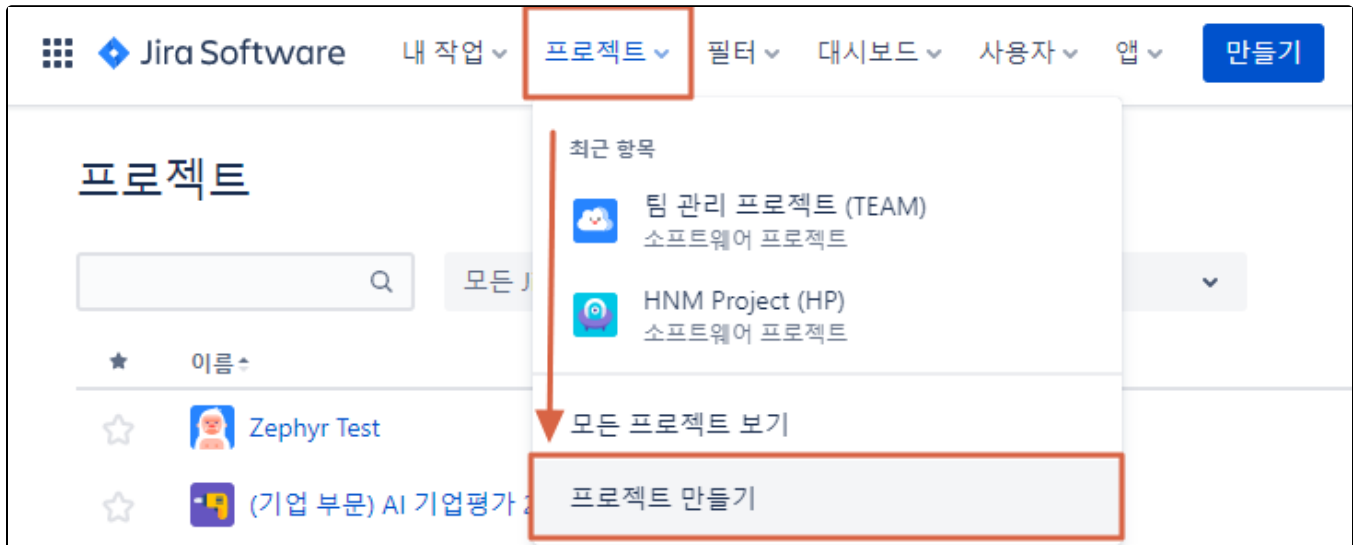 Jira Software 내 작업 프로젝트 필터 대시보드 사용자 앱 만들기
프로젝트
최근 항목
팀 관리 프로젝트 (TEAM)
소프트웨어 프로젝트
HNM Project (HP)
소프트웨어 프로젝트
모든 프로젝트 보기
프로젝트 만들기
모든 J
이름
Zephyr Test
(기업 부문) AI 기업평가 2